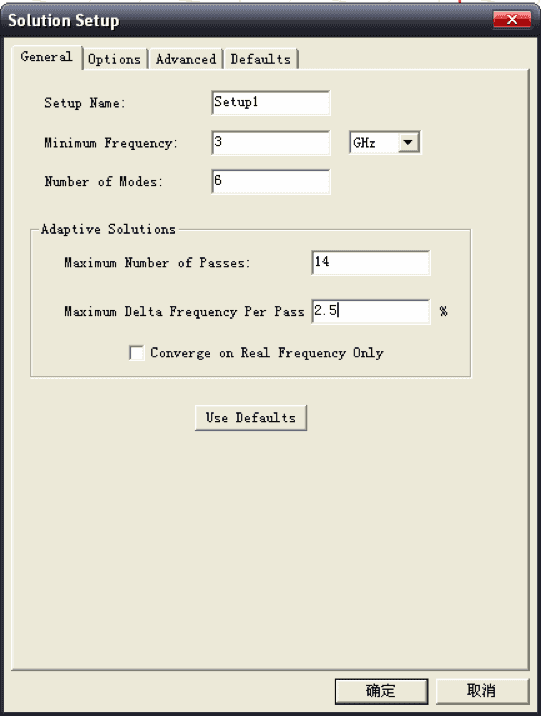 Solution Setup
General Options Advanced Defaults
Setup Name: Setup1
Minimum Frequency: 3 GHz
Number of Modes: 6
Adaptive Solutions
Maximum Number of Passes: 14
Maximum Delta Frequency Per Pass 2.5 %
Converge on Real Frequency Only
Use Defaults
确定 取消